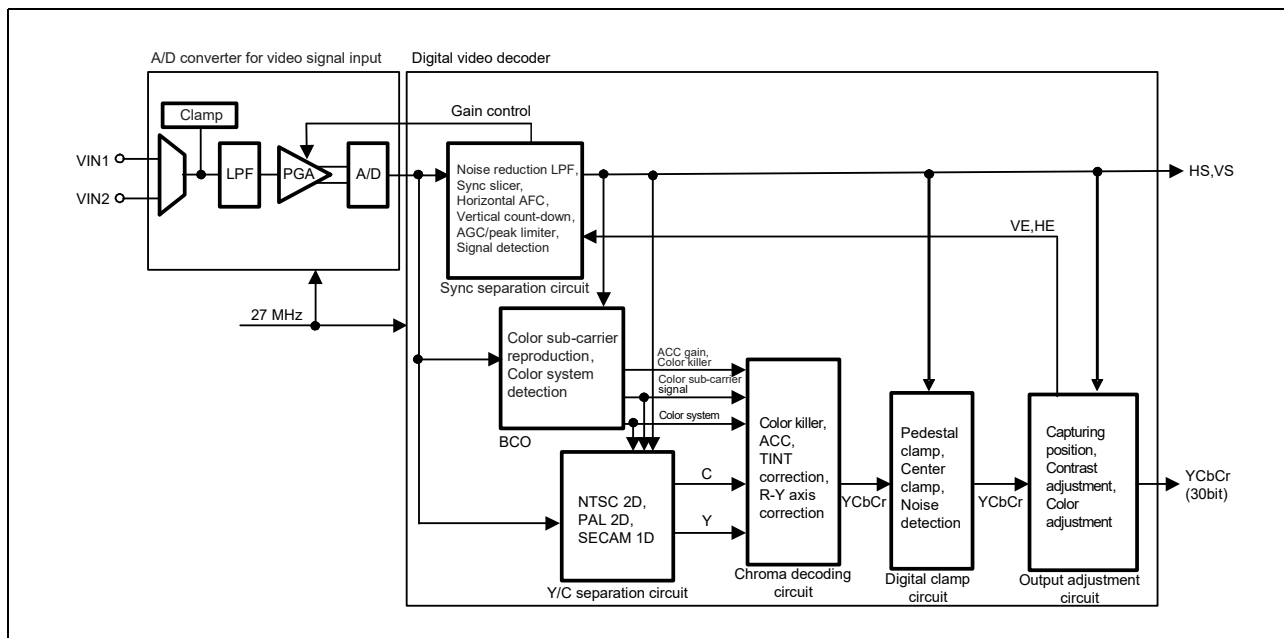 A/D converter for video signal input
Digital video decoder
Clamp
Gain control
VIN1
VIN2
LPF
PGA
A/D
Noise reduction LPF,
Sync slicer,
Horizontal AFC,
Vertical count-down,
AGC/peak limiter,
Signal detection
Sync separation circuit
HS,VS
VE,HE
27 MHz
Color sub-carrier
reproduction,
Color system
detection
BCO
ACC gain,
Color killer
Color sub-carrier
signal
Color system
NTSC 2D,
PAL 2D,
SECAM 1D
Y/C separation circuit
C
Y
Color killer,
ACC,
TINT
correction,
R-Y axis
correction
Chroma decoding
circuit
YCbCr
Pedestal
clamp,
Center
clamp,
Noise
detection
Digital clamp
circuit
YCbCr
Capturing
position,
Contrast
adjustment,
Color
adjustment
Output adjustment
circuit
YCbCr
(30bit)